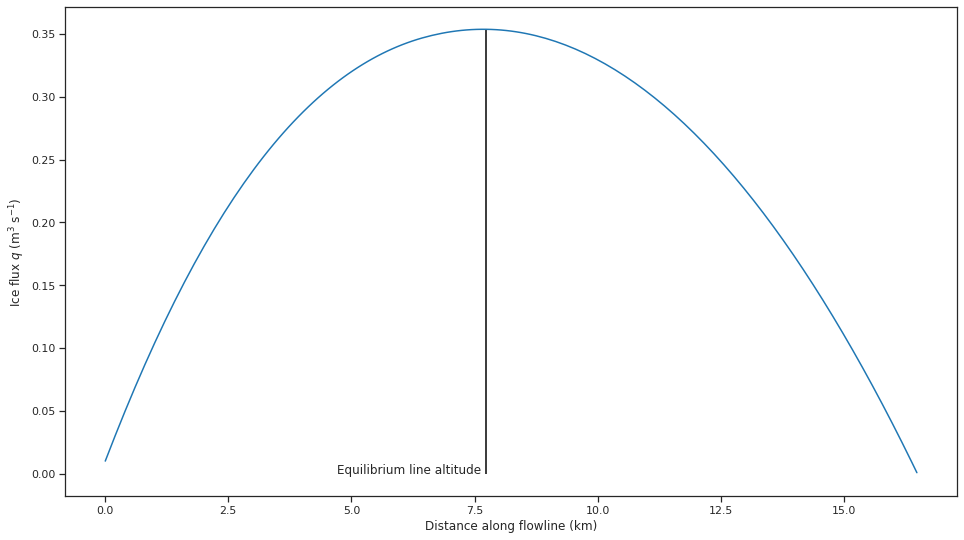 0.35
0.30
0.25
0.20
0.15
0.10
0.05
0.00
Ice flux q (m³ s⁻¹)
Equilibrium line altitude
0.0 2.5 5.0 7.5 10.0 12.5 15.0
Distance along flowline (km)